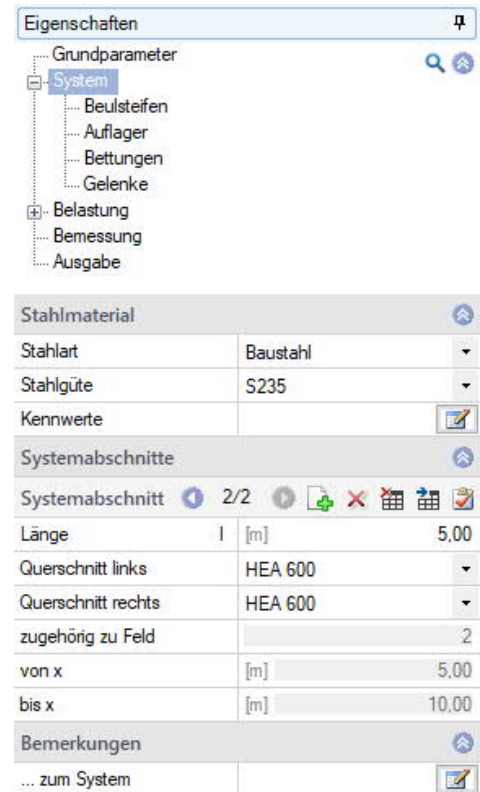 Eigenschaften
Grundparameter
System
Beulsteifen
Auflager
Bettungen
Gelenke
Belastung
Bemessung
Ausgabe
Stahlmaterial
Stahlart Baustahl
Stahlgüte S235
Kennwerte
Systemabschnitte
Systemabschnitt 2/2
Länge l [m] 5,00
Querschnitt links HEA 600
Querschnitt rechts HEA 600
zugehörig zu Feld 2
von x [m] 5,00
bis x [m] 10,00
Bemerkungen
... zum System